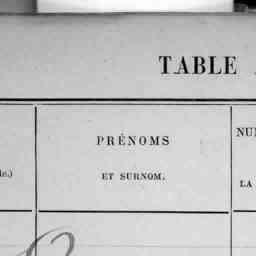 TABLE
PRÉNOMS
ET SURNOM.
LA